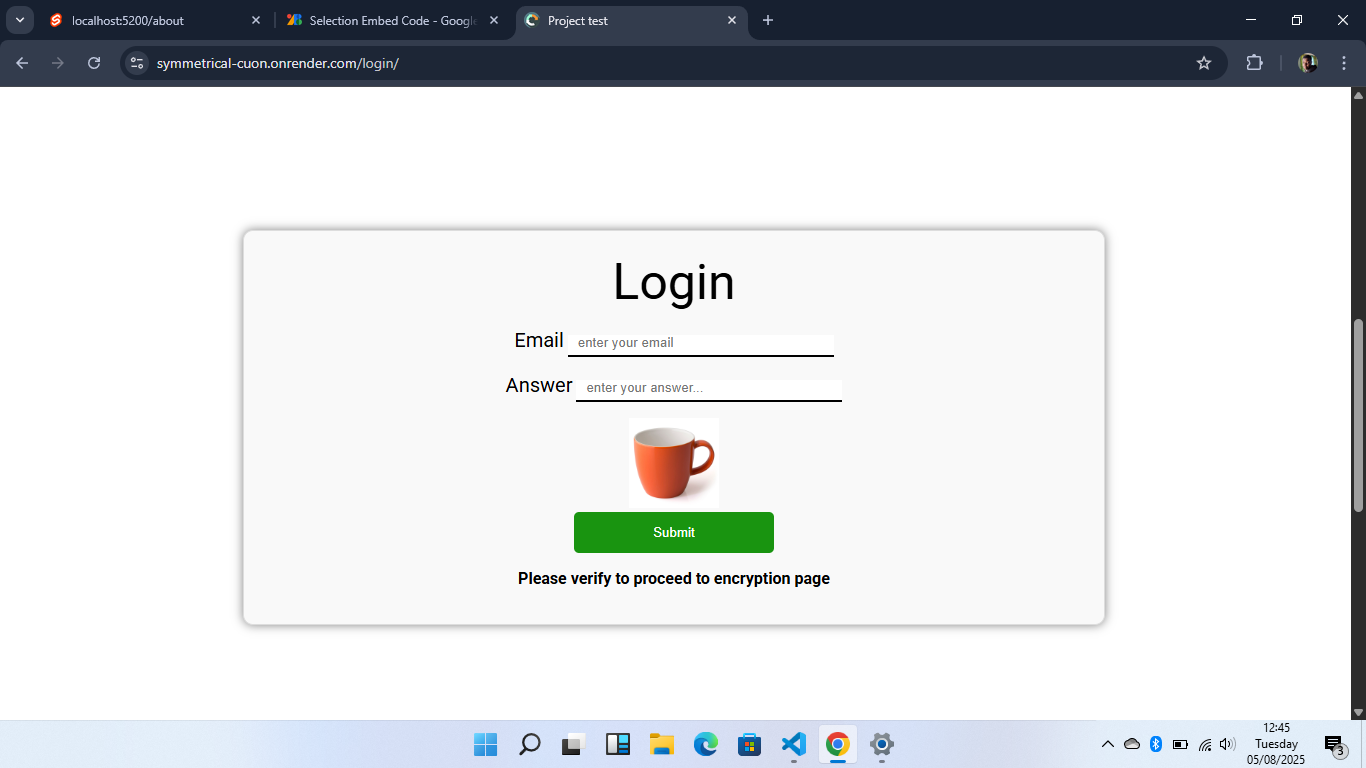 localhost:5200/about
Selection Embed Code - Google
Project test
symmetrical-cuon.onrender.com/login/
Login
Email enter your email
Answer enter your answer...
Submit
Please verify to proceed to encryption page
12:45
Tuesday
05/08/2025
3